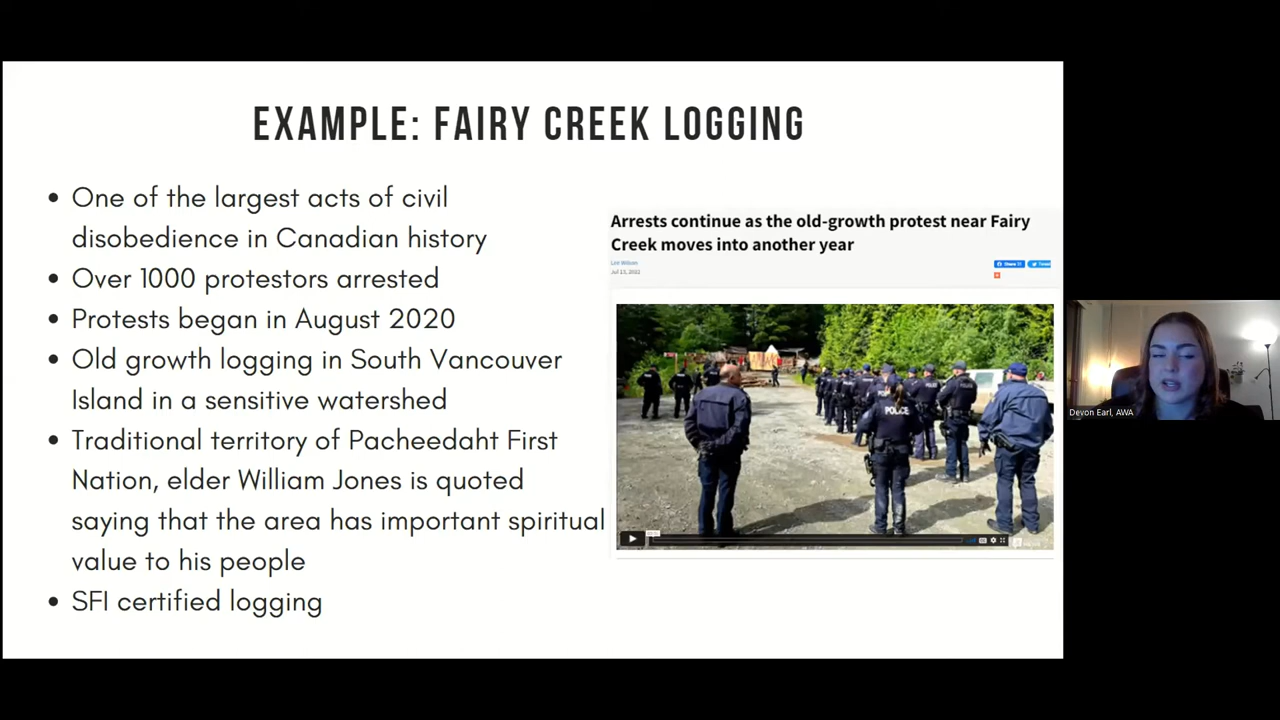 EXAMPLE: FAIRY CREEK LOGGING
• One of the largest acts of civil
disobedience in Canadian history
• Over 1000 protestors arrested
• Protests began in August 2020
• Old growth logging in South Vancouver
Island in a sensitive watershed
• Traditional territory of Pacheedaht First
Nation, elder William Jones is quoted
saying that the area has important spiritual
value to his people
• SFI certified logging
Arrests continue as the old-growth protest near Fairy
Creek moves into another year
Jul 13, 2022
Share
Tweet
POLICE
POLICE
Devon Earl, AWA